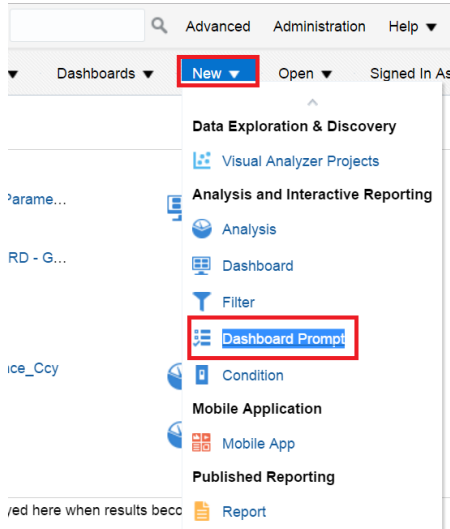 Advanced Administration Help ▼
▼ Dashboards ▼ New ▼ Open ▼ Signed In As
Data Exploration & Discovery
Visual Analyzer Projects
Analysis and Interactive Reporting
Parame...
Analysis
RD - G...
Dashboard
Filter
Dashboard Prompt
nce_Ccy
Condition
Mobile Application
Mobile App
Published Reporting
yed here when results beco
Report